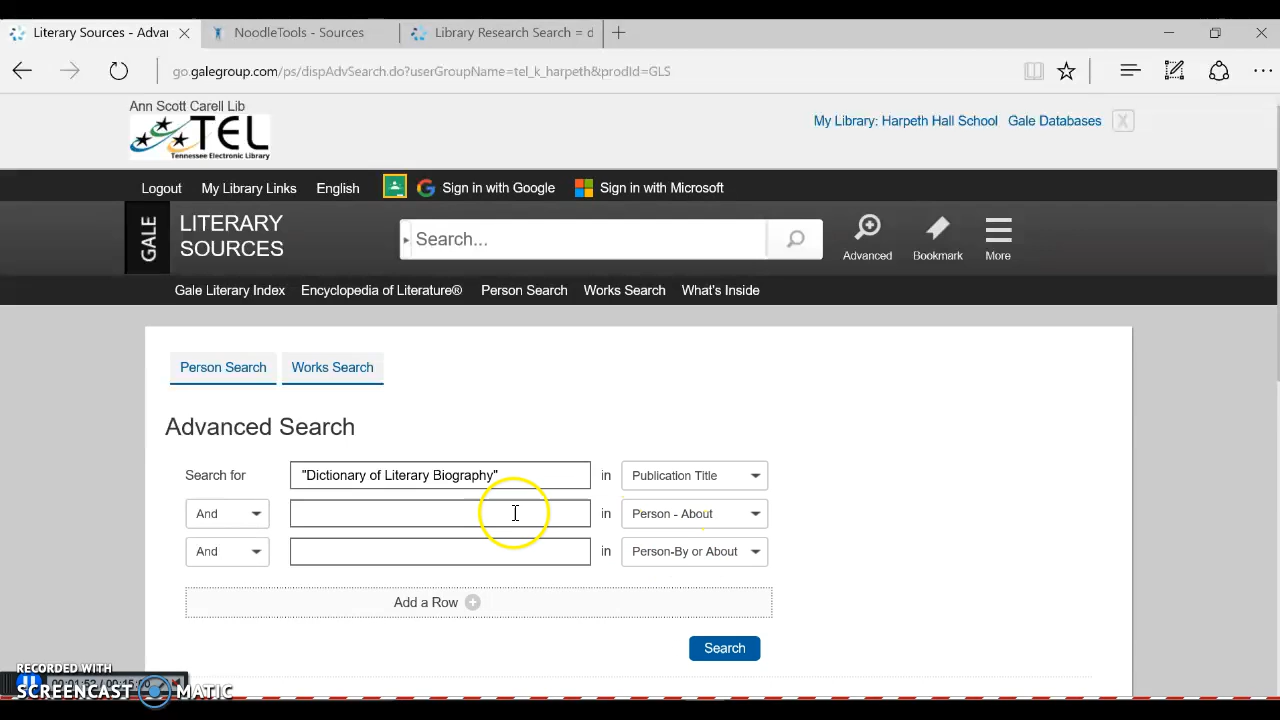 Literary Sources - Adva
NoodleTools - Sources
Library Research Search = d
go.galegroup.com/ps/dispAdvSearch.do?userGroupName=tel_k_harpeth&prodId=GLS
Ann Scott Carell Lib
TEL
Tennessee Electronic Library
My Library: Harpeth Hall School Gale Databases X
Logout My Library Links English Sign in with Google Sign in with Microsoft
GALE
LITERARY
SOURCES
Search...
Advanced Bookmark More
Gale Literary Index Encyclopedia of Literature® Person Search Works Search What's Inside
Person Search Works Search
Advanced Search
Search for "Dictionary of Literary Biography" in Publication Title
And in Person - About
And in Person-By or About
Add a Row
Search
RECORDED WITH
SCREENCAST MATIC